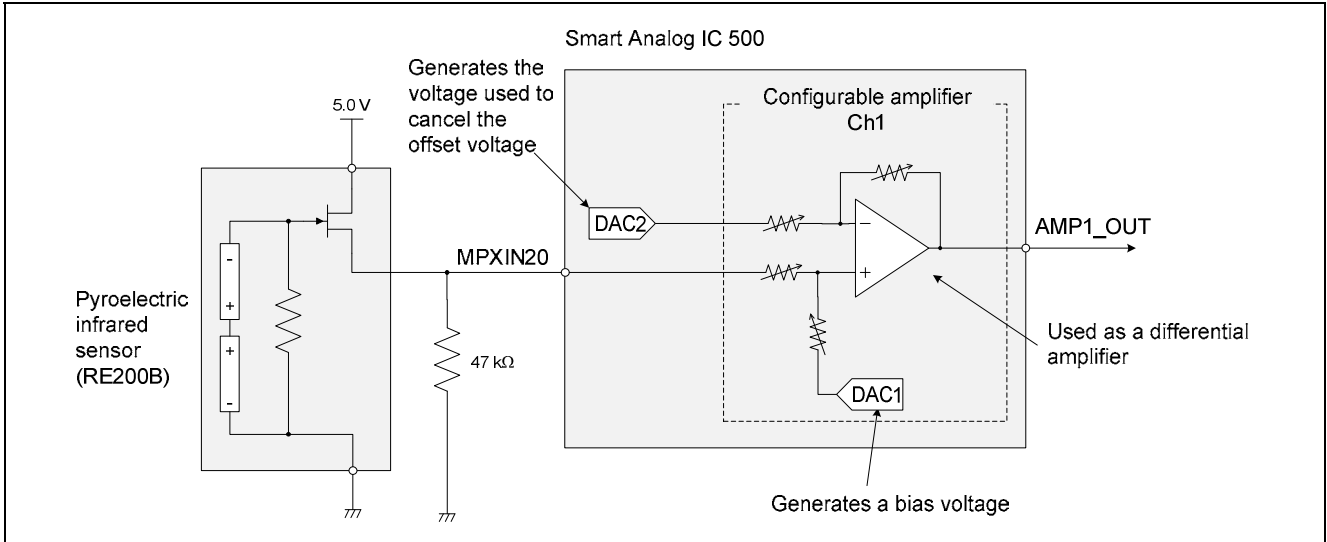 Smart Analog IC 500
Generates the
voltage used to
cancel the
offset voltage
5.0 V
Configurable amplifier
Ch1
DAC2
−
+
AMP1_OUT
MPXIN20
-
+
+
-
Pyroelectric
infrared
sensor
(RE200B)
47 kΩ
Used as a differential
amplifier
DAC1
Generates a bias voltage